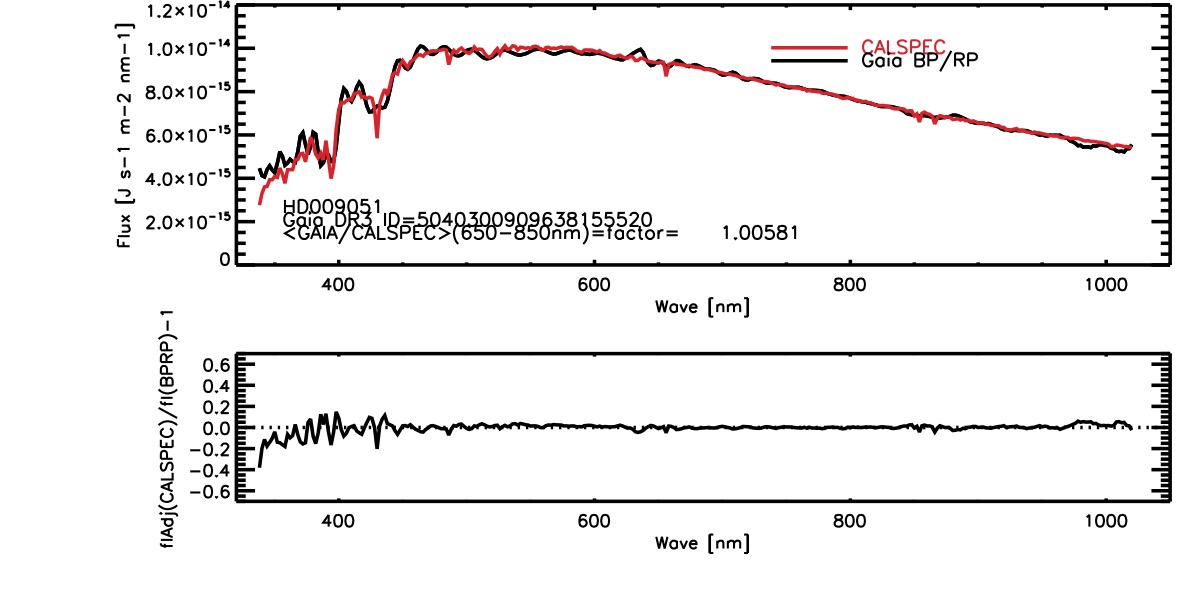 1.2×10−14
1.0×10−14
8.0×10−15
6.0×10−15
4.0×10−15
2.0×10−15
0
Flux [J s−1 m−2 nm−1]
CALSPEC
Gaia BP/RP
HD009051
Gaia DR3 ID=5040300909638155520
<GAIA/CALSPEC>(650−850nm)=factor= 1.00581
400 600 800 1000
Wave [nm]
flAdj(CALSPEC)/fl(BPRP)−1
0.6
0.4
0.2
0.0
−0.2
−0.4
−0.6
400 600 800 1000
Wave [nm]